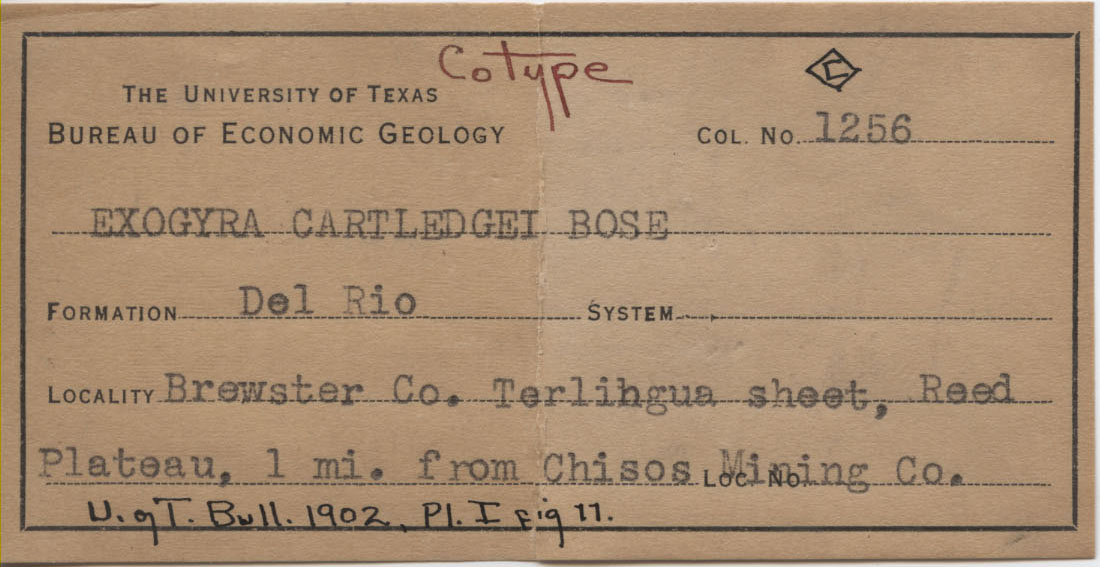 Cotype
C
THE UNIVERSITY OF TEXAS
BUREAU OF ECONOMIC GEOLOGY
COL. NO. 1256
EXOGYRA CARTLEDGEI BOSE
FORMATION Del Rio SYSTEM
LOCALITY Brewster Co. Terlihgua sheet, Reed
Plateau, 1 mi. from Chisos Mining Co.
LOC. NO.
U. of T. Bull. 1902, Pl. I fig 11.